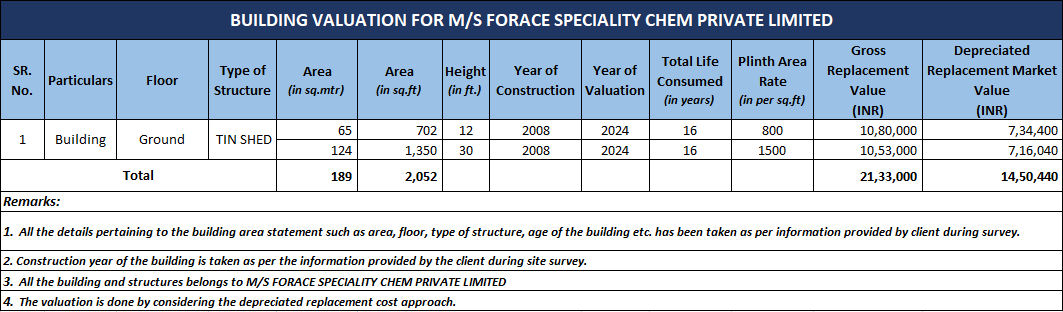 BUILDING VALUATION FOR M/S FORACE SPECIALITY CHEM PRIVATE LIMITED
SR. No. Particulars Floor Type of Structure Area (in sq.mtr) Area (in sq.ft) Height (in ft.) Year of Construction Year of Valuation Total Life Consumed (in years) Plinth Area Rate (in per sq.ft) Gross Replacement Value (INR) Depreciated Replacement Market Value (INR)
1 Building Ground TIN SHED 65 702 12 2008 2024 16 800 10,80,000 7,34,400
124 1,350 30 2008 2024 16 1500 10,53,000 7,16,040
Total 189 2,052 21,33,000 14,50,440
Remarks:
1. All the details pertaining to the building area statement such as area, floor, type of structure, age of the building etc. has been taken as per information provided by client during survey.
2. Construction year of the building is taken as per the information provided by the client during site survey.
3. All the building and structures belongs to M/S FORACE SPECIALITY CHEM PRIVATE LIMITED
4. The valuation is done by considering the depreciated replacement cost approach.